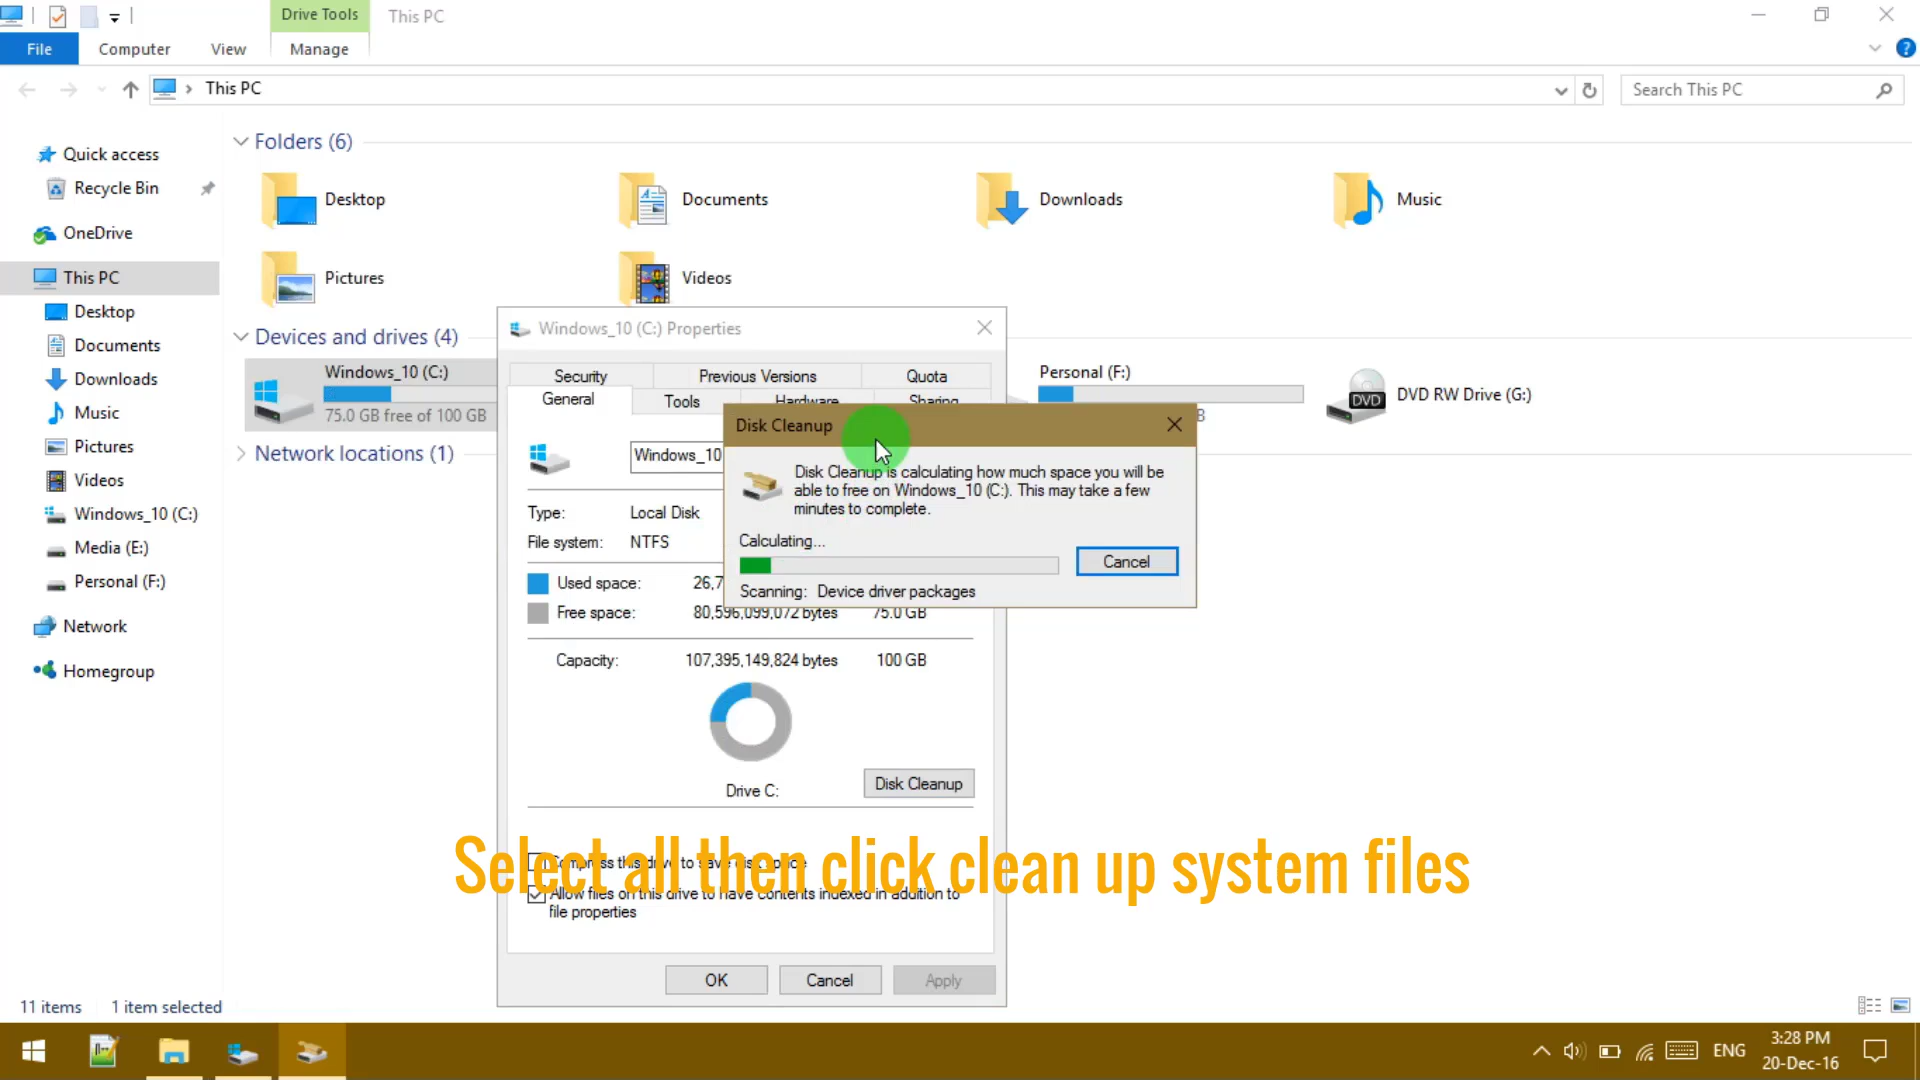 Drive Tools
This PC
File
Computer
View
Manage
This PC
Search This PC
Quick access
Recycle Bin
OneDrive
This PC
Desktop
Documents
Downloads
Music
Pictures
Videos
Windows_10 (C:)
Media (E:)
Personal (F:)
Network
Homegroup
Folders (6)
Desktop
Documents
Downloads
Music
Pictures
Videos
Devices and drives (4)
Windows_10 (C:)
75.0 GB free of 100 GB
Personal (F:)
DVD RW Drive (G:)
DVD
Network locations (1)
Windows_10 (C:) Properties
Security
Previous Versions
Quota
General
Tools
Hardware
Sharing
Windows_10
Type:
Local Disk
File system:
NTFS
Used space:
26,7
Free space:
80,596,099,072 bytes
75.0 GB
Capacity:
107,395,149,824 bytes
100 GB
Drive C:
Disk Cleanup
Compress this drive to save disk space
Allow files on this drive to have contents indexed in addition to
file properties
OK
Cancel
Apply
Disk Cleanup
Disk Cleanup is calculating how much space you will be
able to free on Windows_10 (C:). This may take a few
minutes to complete.
Calculating...
Cancel
Scanning: Device driver packages
Select all then click clean up system files
11 items
1 item selected
ENG
3:28 PM
20-Dec-16